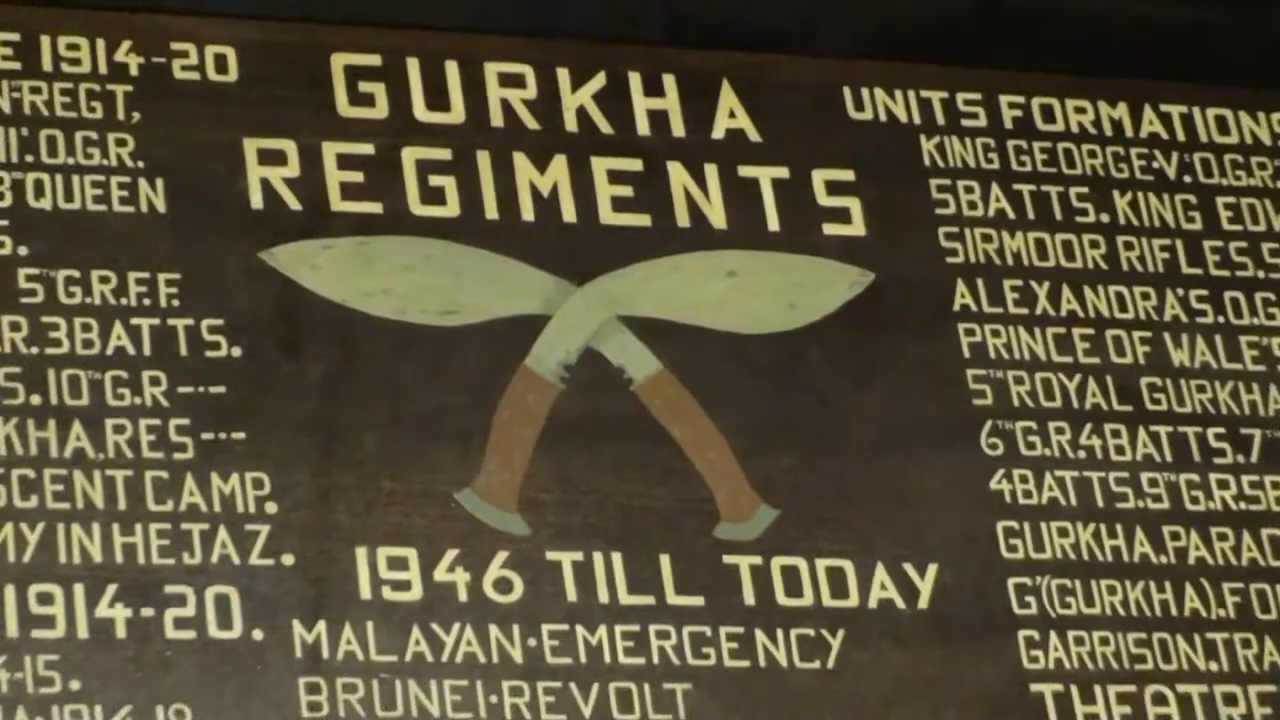 E 1914-20
N-REGT,
III'.O.G.R.
QUEEN
S.
5TH G.R.F.F.
R.3BATTS.
S.10TH G.R---
KHA.RES---
SCENT CAMP.
MY IN HEJAZ.
1914-20.
4-15.
GURKHA
REGIMENTS
1946 TILL TODAY
MALAYAN·EMERGENCY
BRUNEI·REVOLT
UNITS FORMATIONS
KING GEORGE·V'.O.G.R.
5BATTS.KING EDW
SIRMOOR RIFLES.5
ALEXANDRA'S.O.G
PRINCE OF WALE'S
5TH ROYAL GURKHA
6TH G.R.4BATTS.7TH
4BATTS.9TH G.R.5B
GURKHA.PARAC
G'(GURKHA).FO
GARRISON.TRA
THEATRE